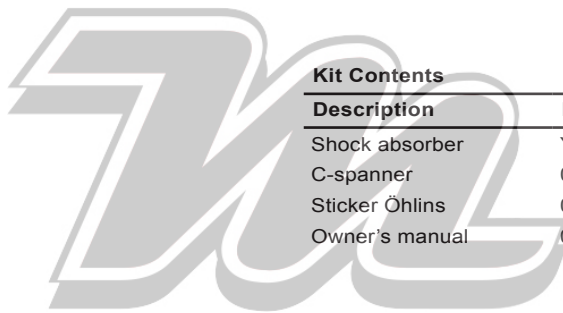 Kit Contents
Description
Shock absorber
C-spanner
Sticker Öhlins
Owner's manual